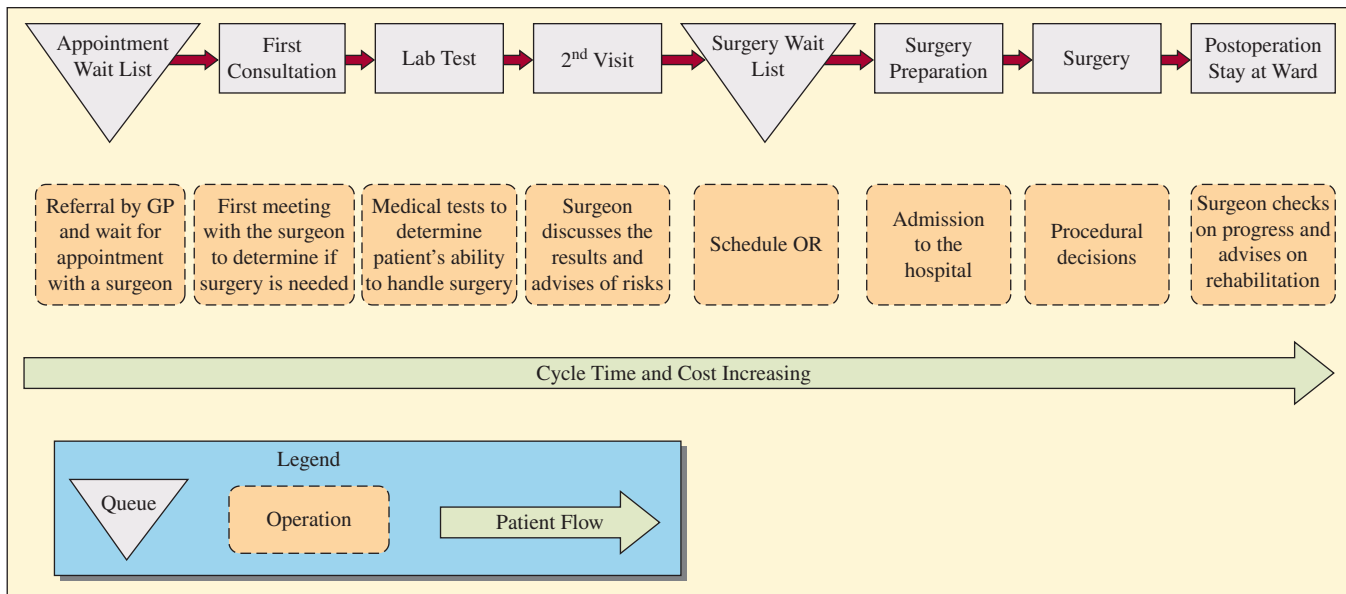 Appointment
Wait List
First
Consultation
Lab Test
2nd Visit
Surgery Wait
List
Surgery
Preparation
Surgery
Postoperation
Stay at Ward
Referral by GP
and wait for
appointment
with a surgeon
First meeting
with the surgeon
to determine if
surgery is needed
Medical tests to
determine
patient's ability
to handle surgery
Surgeon
discusses the
results and
advises of risks
Schedule OR
Admission
to the
hospital
Procedural
decisions
Surgeon checks
on progress and
advises on
rehabilitation
Cycle Time and Cost Increasing
Legend
Queue
Operation
Patient Flow